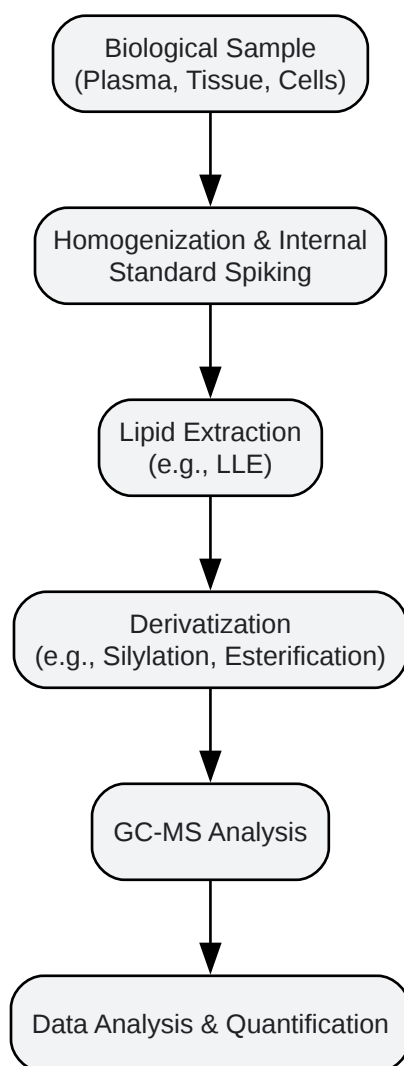 Biological Sample
(Plasma, Tissue, Cells)
Homogenization & Internal
Standard Spiking
Lipid Extraction
(e.g., LLE)
Derivatization
(e.g., Silylation, Esterification)
GC-MS Analysis
Data Analysis & Quantification